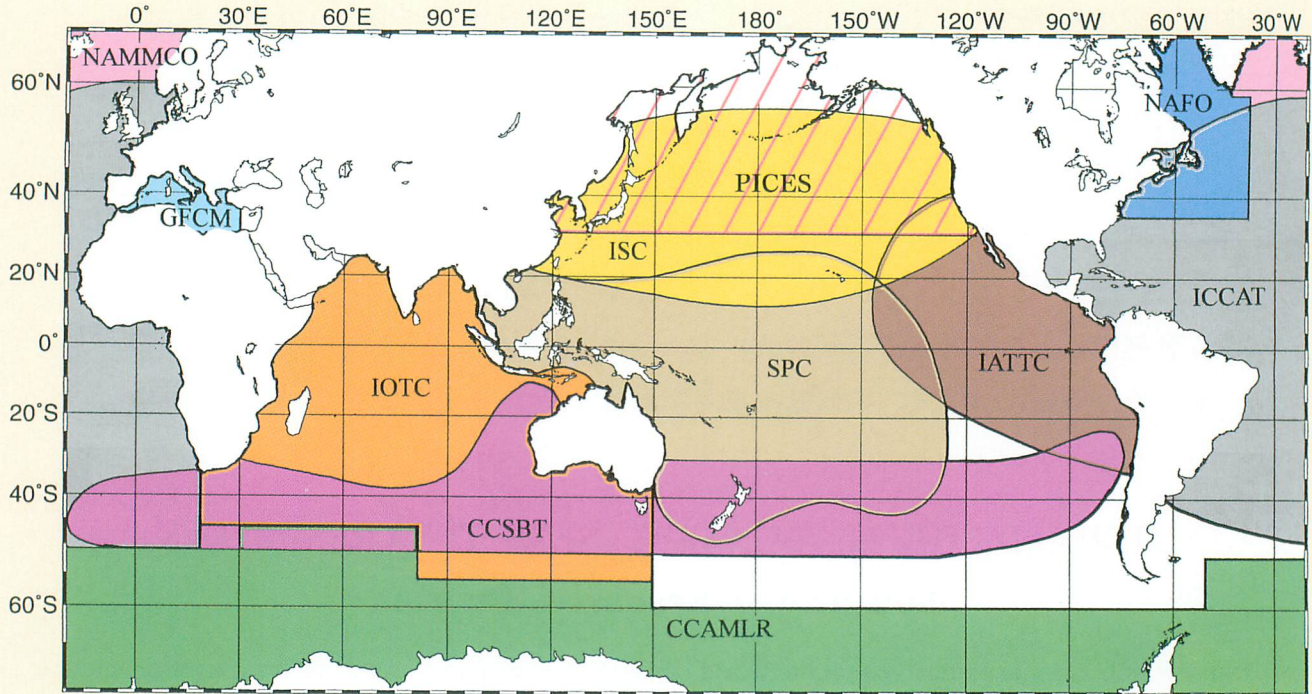 0° 30°E 60°E 90°E 120°E 150°E 180° -150°W -120°W -90°W 60°W 30°W
NAMMCO
60°N
NAFO
PICES
40°N
GFCM
ISC
20°N
ICCAT
0°
SPC
IATTC
IOTC
20°S
40°S
CCSBT
60°S
CCAMLR